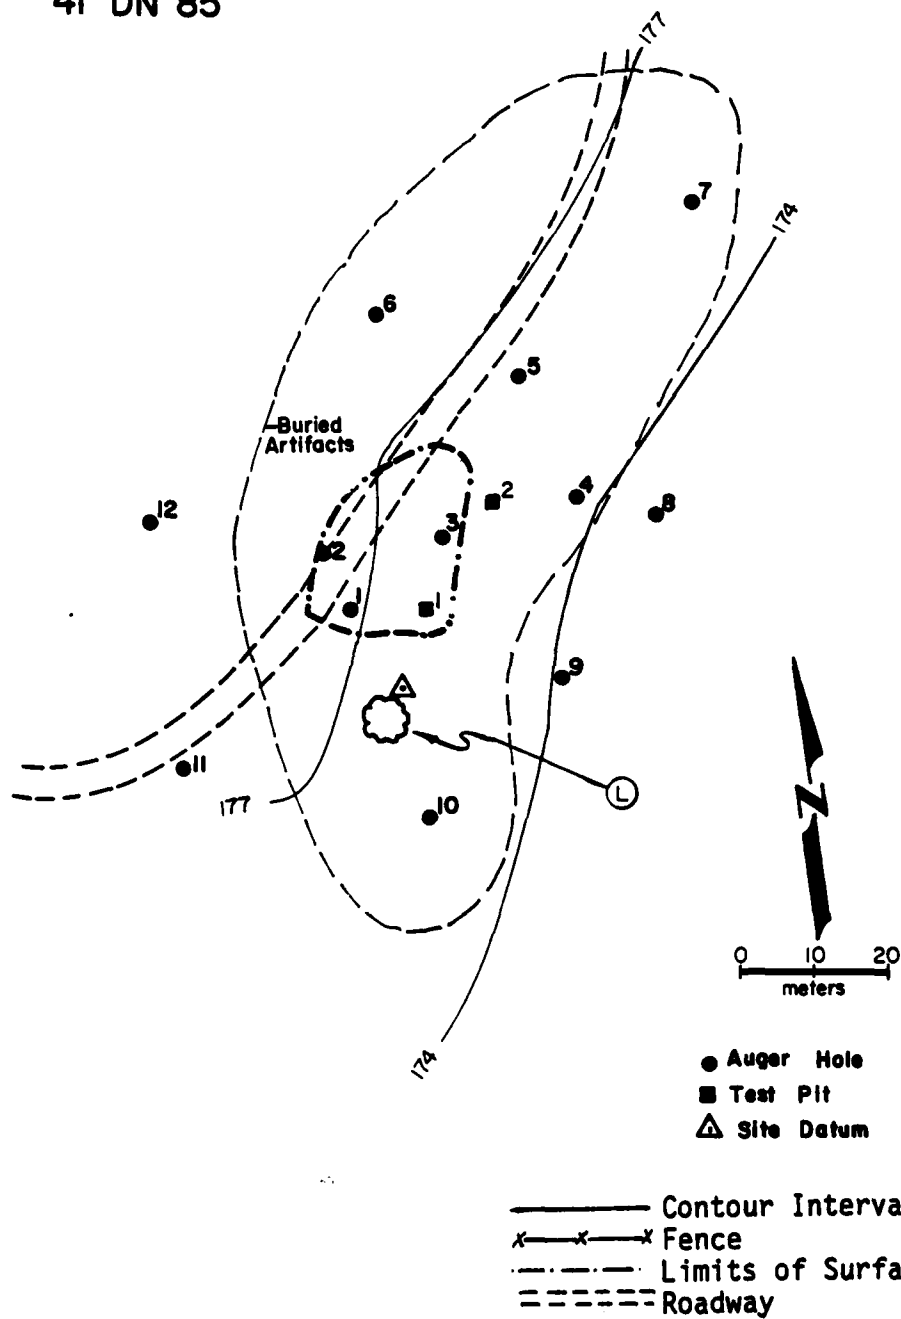 41 DN 85
177
7
174
6
5
Buried
Artifacts
2
4
12
8
3
2
1
1
9
L
11
177
10
N
0 10 20
meters
174
Auger Hole
Test Pit
Site Datum
Contour Interva
Fence
Limits of Surfa
Roadway